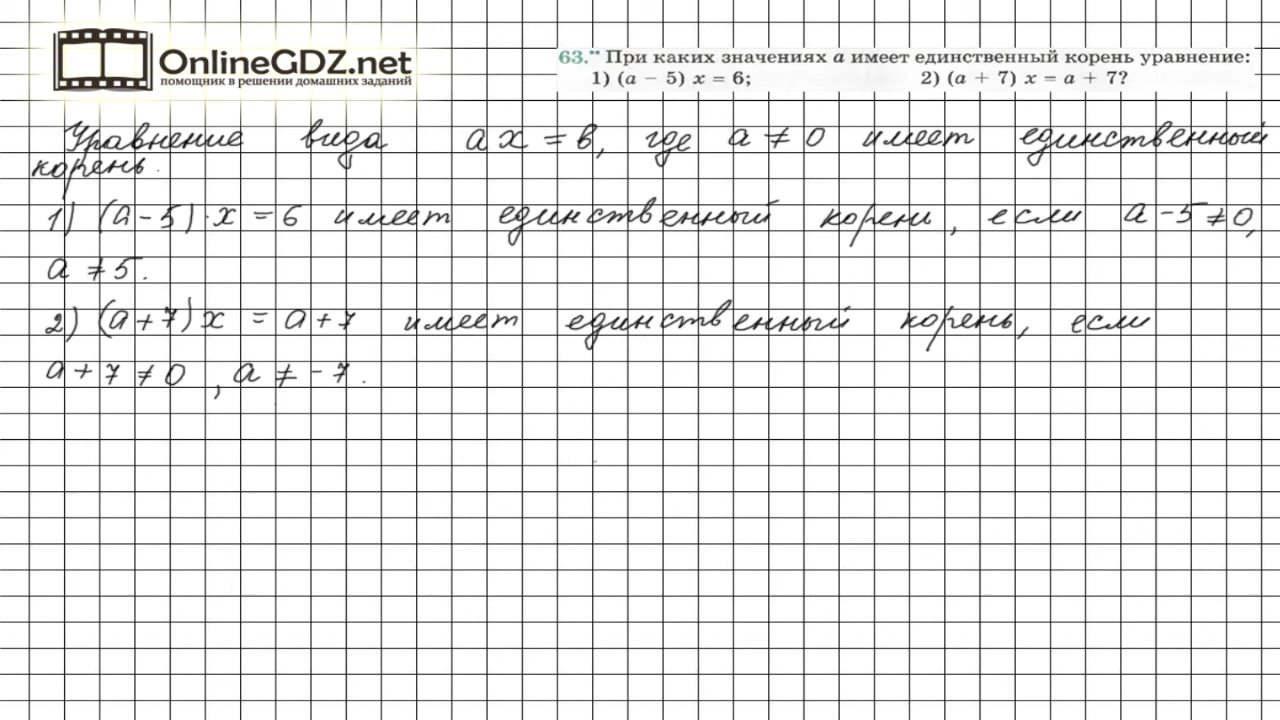 OnlineGDZ.net
помощник в решении домашних заданий
63.•• При каких значениях a имеет единственный корень уравнение:
1) (a − 5) x = 6; 2) (a + 7) x = a + 7?
Уравнение вида ax = в, где a ≠ 0 имеет единственный
корень.
1) (a-5)·x = 6 имеет единственный корень, если a-5≠0,
a ≠ 5.
2) (a+7)x = a+7 имеет единственный корень, если
a+7≠0, a ≠ -7.